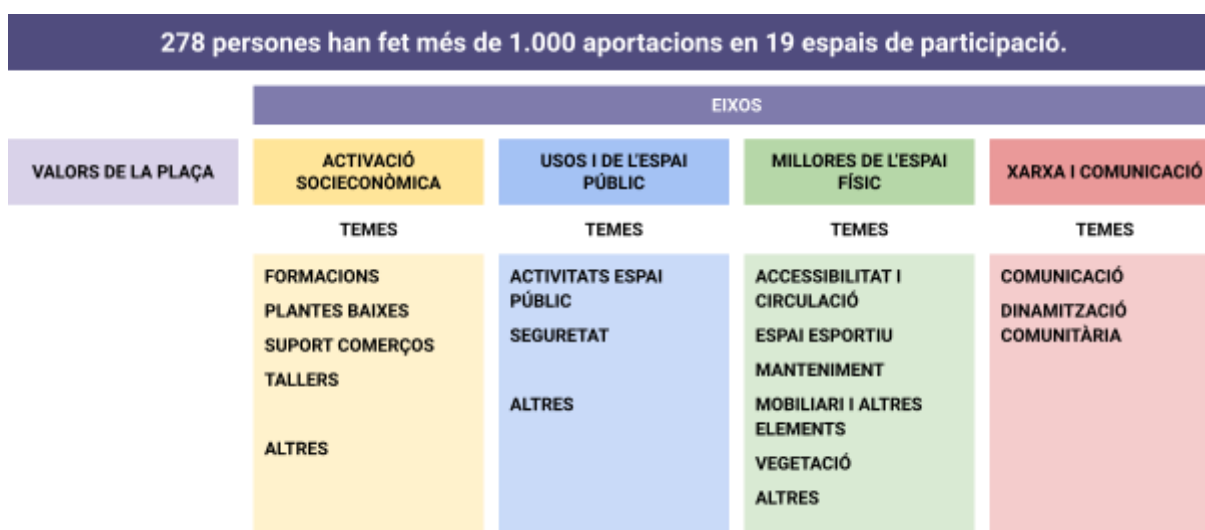 278 persones han fet més de 1.000 aportacions en 19 espais de participació.
EIXOS
VALORS DE LA PLAÇA
ACTIVACIÓ
SOCIECONÒMICA
USOS I DE L'ESPAI
PÚBLIC
MILLORES DE L'ESPAI
FÍSIC
XARXA I COMUNICACIÓ
TEMES
TEMES
TEMES
TEMES
FORMACIONS
PLANTES BAIXES
SUPORT COMERÇOS
TALLERS
ALTRES
ACTIVITATS ESPAI
PÚBLIC
SEGURETAT
ALTRES
ACCESSIBILITAT I
CIRCULACIÓ
ESPAI ESPORTIU
MANTENIMENT
MOBILIARI I ALTRES
ELEMENTS
VEGETACIÓ
ALTRES
COMUNICACIÓ
DINAMITZACIÓ
COMUNITÀRIA